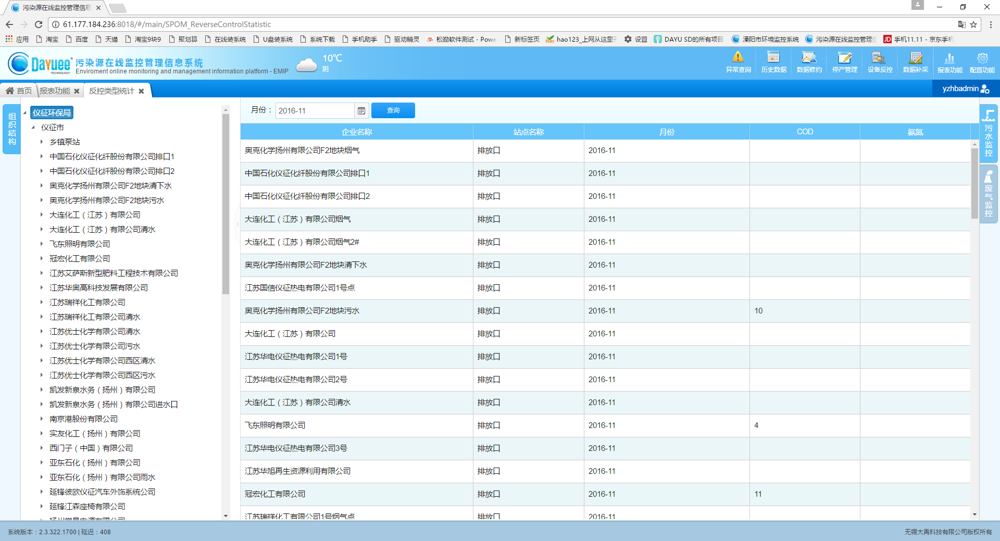 污染源在线监控管理信息
61.177.184.236:8018/#/main/SPOM_ReverseControlStatistic
应用 淘宝 百度 天猫 淘宝9块9 聚划算 在线装系统 U盘装系统 系统下载 手机助手 驱动精灵 松勤软件测试 - Powe 新标签页 hao123_上网从这里开 设置 DAYU SD的所有项目 溧阳市环境监控系统 污染源在线监控管理信 JD 手机11.11 - 京东手机
Dayuee TECHNOLOGY
污染源在线监控管理信息系统
Enviroment online monitoring and management information platform - EMIP
10℃
阴
异常查询 历史数据 数据修约 停产管理 设备反控 数据补采 报表功能 配置功能
首页 报表功能 反控类型统计
yzhbadmin
组织结构
仪征环保局
仪征市
乡镇泵站
中国石化仪征化纤股份有限公司排口1
中国石化仪征化纤股份有限公司排口2
奥克化学扬州有限公司F2地块清下水
奥克化学扬州有限公司F2地块污水
大连化工（江苏）有限公司
大连化工（江苏）有限公司清水
飞东照明有限公司
冠宏化工有限公司
江苏艾萨斯新型肥料工程技术有限公司
江苏华奥高科技发展有限公司
江苏瑞祥化工有限公司
江苏瑞祥化工有限公司清水
江苏优士化学有限公司清水
江苏优士化学有限公司污水
江苏优士化学有限公司西区清水
江苏优士化学有限公司西区污水
凯发新泉水务（扬州）有限公司
凯发新泉水务（扬州）有限公司进水口
南京港股份有限公司
实友化工（扬州）有限公司
西门子（中国）有限公司
亚东石化（扬州）有限公司
亚东石化（扬州）有限公司雨水
延锋彼欧仪征汽车外饰系统公司
延锋江森座椅有限公司
月份： 2016-11 查询
企业名称 站点名称 月份 COD 氨氮
奥克化学扬州有限公司F2地块烟气 排放口 2016-11
中国石化仪征化纤股份有限公司排口1 排放口 2016-11
中国石化仪征化纤股份有限公司排口2 排放口 2016-11
大连化工（江苏）有限公司烟气 排放口 2016-11
大连化工（江苏）有限公司烟气2# 排放口 2016-11
奥克化学扬州有限公司F2地块清下水 排放口 2016-11
江苏国信仪征热电有限公司1号点 排放口 2016-11
奥克化学扬州有限公司F2地块污水 排放口 2016-11 10
大连化工（江苏）有限公司 排放口 2016-11
江苏华电仪征热电有限公司1号 排放口 2016-11
江苏华电仪征热电有限公司2号 排放口 2016-11
大连化工（江苏）有限公司清水 排放口 2016-11
飞东照明有限公司 排放口 2016-11 4
江苏华电仪征热电有限公司3号 排放口 2016-11
江苏华旭再生资源利用有限公司 排放口 2016-11
冠宏化工有限公司 排放口 2016-11 11
江苏瑞祥化工有限公司1号烟气点 排放口 2016-11
污水监控
废气监控
系统版本：2.3.322.1700 | 延迟：408
无锡大禹科技有限公司版权所有